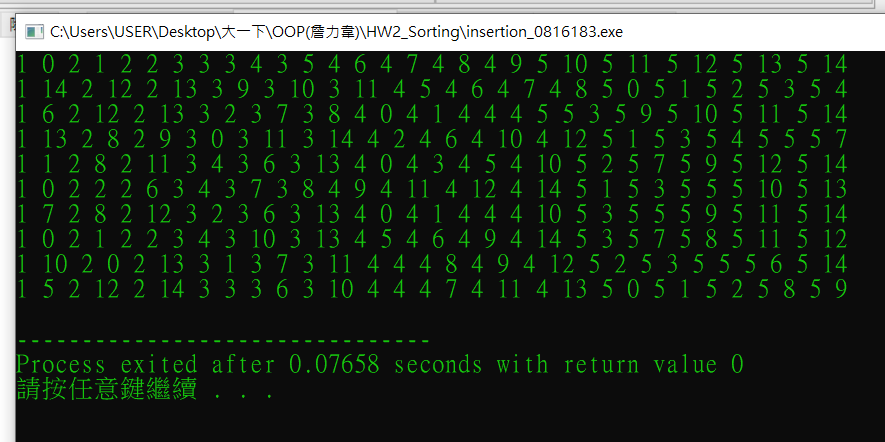 C:\Users\USER\Desktop\大一下\OOP(詹力韋)\HW2_Sorting\insertion_0816183.exe
1 0 2 1 2 2 3 3 3 4 3 5 4 6 4 7 4 8 4 9 5 10 5 11 5 12 5 13 5 14
1 14 2 12 2 13 3 9 3 10 3 11 4 5 4 6 4 7 4 8 5 0 5 1 5 2 5 3 5 4
1 6 2 12 2 13 3 2 3 7 3 8 4 0 4 1 4 4 4 5 5 3 5 9 5 10 5 11 5 14
1 13 2 8 2 9 3 0 3 11 3 14 4 2 4 6 4 10 4 12 5 1 5 3 5 4 5 5 5 7
1 1 2 8 2 11 3 4 3 6 3 13 4 0 4 3 4 5 4 10 5 2 5 7 5 9 5 12 5 14
1 0 2 2 2 6 3 4 3 7 3 8 4 9 4 11 4 12 4 14 5 1 5 3 5 5 5 10 5 13
1 7 2 8 2 12 3 2 3 6 3 13 4 0 4 1 4 4 4 10 5 3 5 5 5 9 5 11 5 14
1 0 2 1 2 2 3 4 3 10 3 13 4 5 4 6 4 9 4 14 5 3 5 7 5 8 5 11 5 12
1 10 2 0 2 13 3 1 3 7 3 11 4 4 4 8 4 9 4 12 5 2 5 3 5 5 5 6 5 14
1 5 2 12 2 14 3 3 3 6 3 10 4 4 4 7 4 11 4 13 5 0 5 1 5 2 5 8 5 9
--------------------------------
Process exited after 0.07658 seconds with return value 0
請按任意鍵繼續 . . .